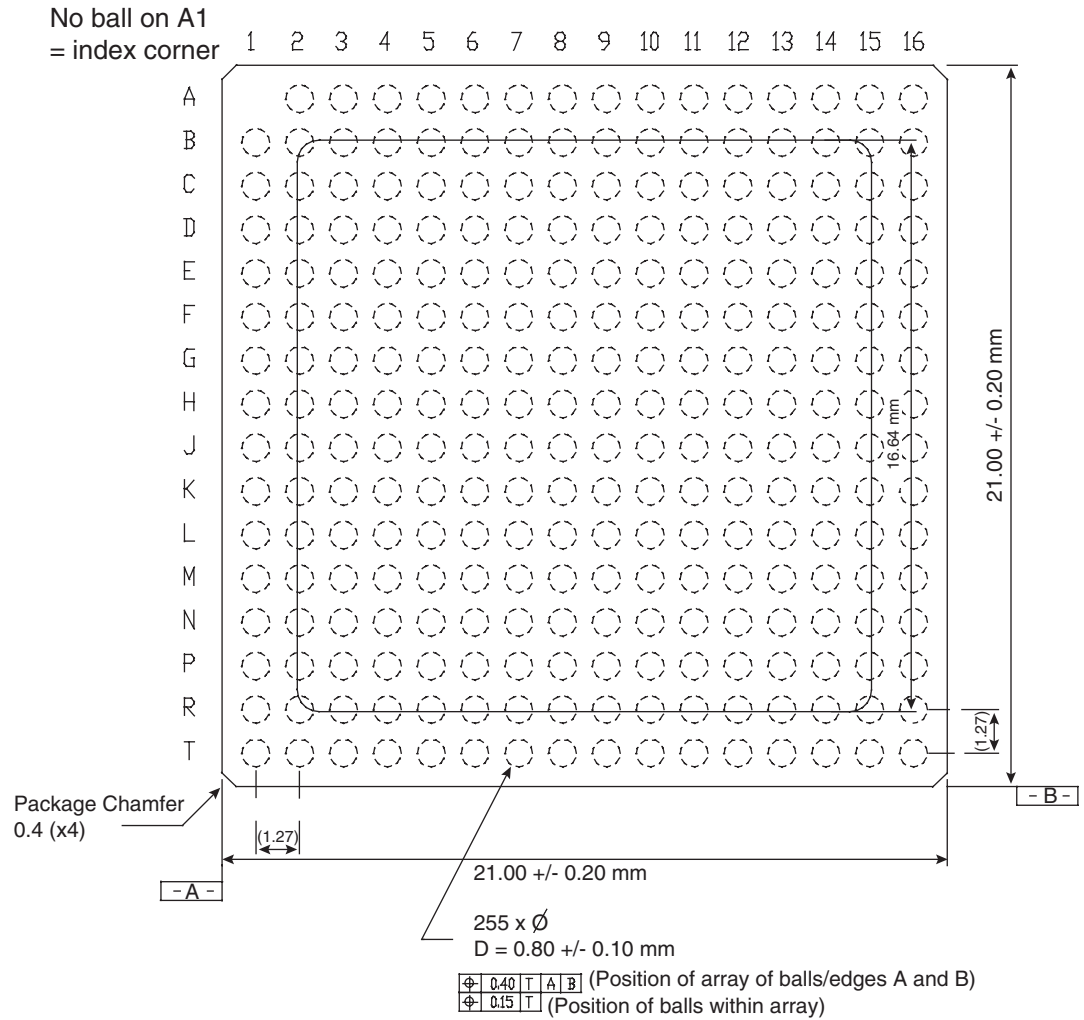 No ball on A1
= index corner
1 2 3 4 5 6 7 8 9 10 11 12 13 14 15 16
A
B
C
D
E
F
G
H
J
K
L
M
N
P
R
T
16.64 mm
21.00 +/- 0.20 mm
(1.27)
Package Chamfer
0.4 (x4)
- B -
(1.27)
21.00 +/- 0.20 mm
- A -
255 x Ø
D = 0.80 +/- 0.10 mm
⌖ 0.40 T A B (Position of array of balls/edges A and B)
⌖ 0.15 T (Position of balls within array)